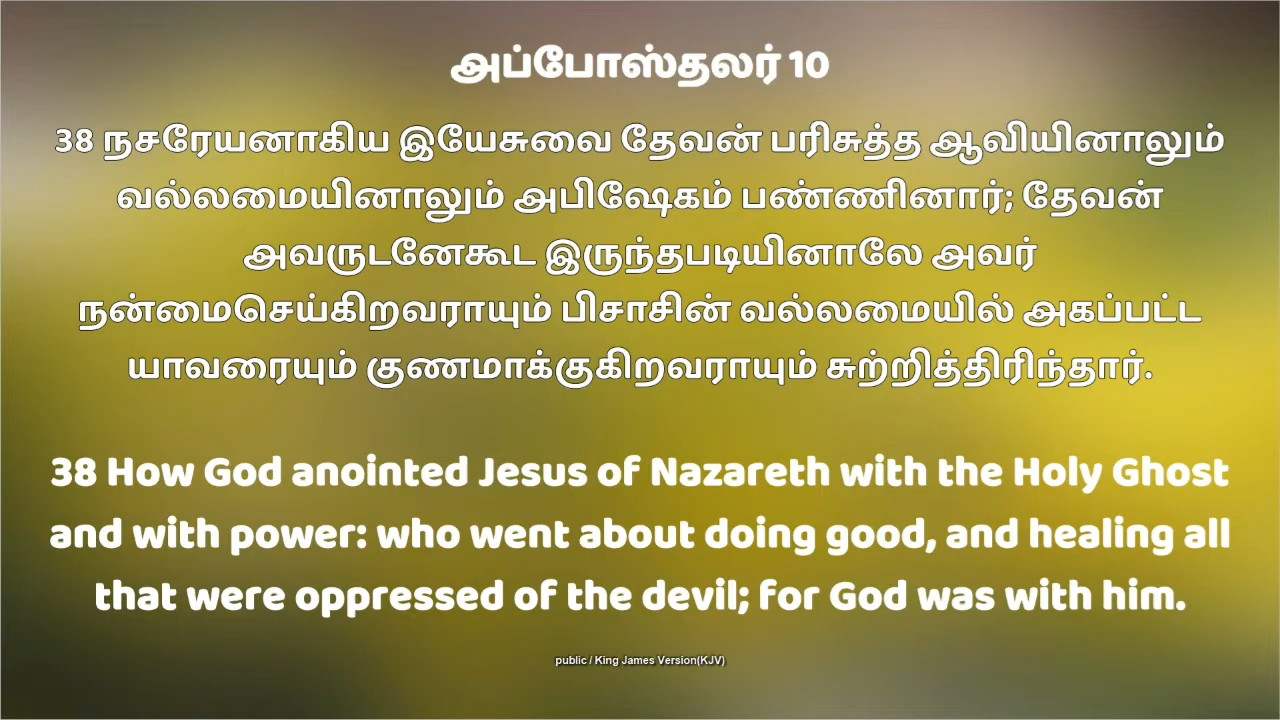 அப்போஸ்தலர் 10
38 நசரேயனாகிய இயேசுவை தேவன் பரிசுத்த ஆவியினாலும்
வல்லமையினாலும் அபிஷேகம் பண்ணினார்; தேவன்
அவருடனேகூட இருந்தபடியினாலே அவர்
நன்மைசெய்கிறவராயும் பிசாசின் வல்லமையில் அகப்பட்ட
யாவரையும் குணமாக்குகிறவராயும் சுற்றித்திரிந்தார்.
38 How God anointed Jesus of Nazareth with the Holy Ghost
and with power: who went about doing good, and healing all
that were oppressed of the devil; for God was with him.
public / King James Version(KJV)